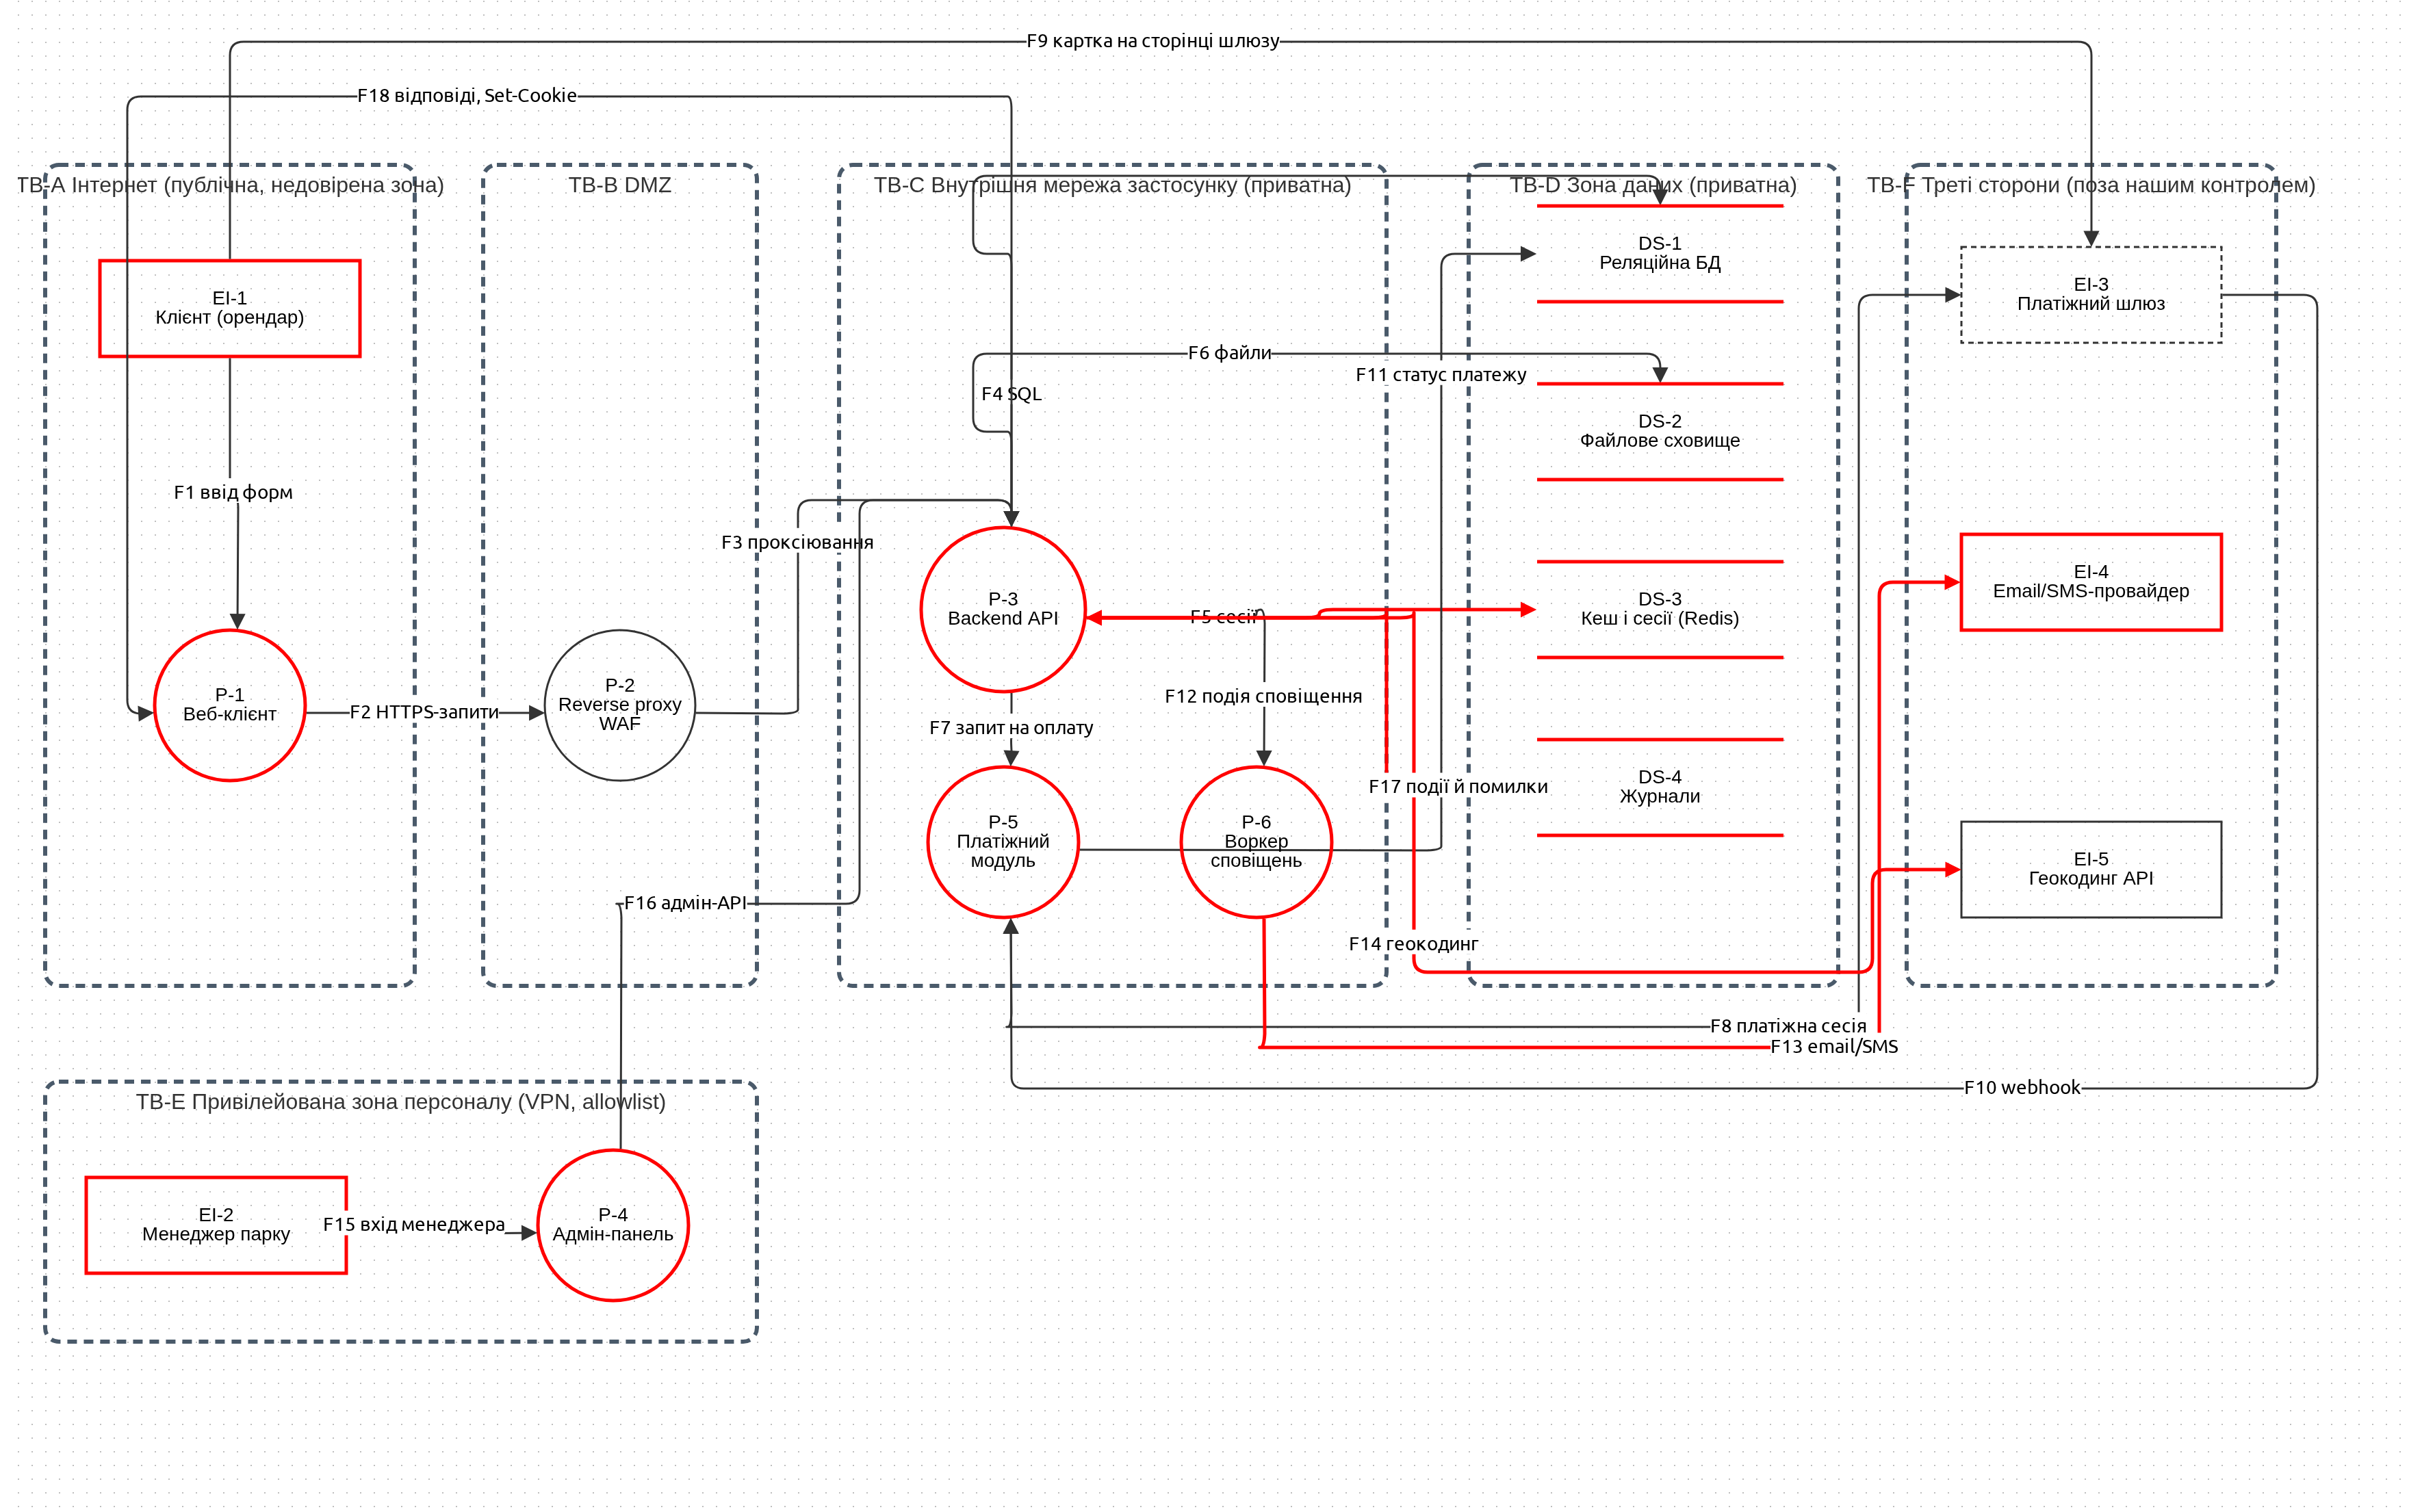 F9 картка на сторінці шлюзу
F18 відповіді, Set-Cookie
TB-A Інтернет (публічна, недовірена зона)
TB-B DMZ
TB-C Внутрішня мережа застосунку (приватна)
TB-D Зона даних (приватна)
TB-F Треті сторони (поза нашим контролем)
DS-1
Реляційна БД
EI-1
Клієнт (орендар)
EI-3
Платіжний шлюз
F6 файли
F11 статус платежу
F4 SQL
DS-2
Файлове сховище
F1 ввід форм
F3 проксіювання
EI-4
Email/SMS-провайдер
P-3
Backend API
F5 сесії
DS-3
Кеш і сесії (Redis)
P-1
Веб-клієнт
F2 HTTPS-запити
P-2
Reverse proxy
WAF
F12 подія сповіщення
F7 запит на оплату
F17 події й помилки
DS-4
Журнали
P-5
Платіжний
модуль
P-6
Воркер
сповіщень
EI-5
Геокодинг API
F16 адмін-API
F14 геокодинг
F8 платіжна сесія
F13 email/SMS
F10 webhook
TB-E Привілейована зона персоналу (VPN, allowlist)
EI-2
Менеджер парку
F15 вхід менеджера
P-4
Адмін-панель